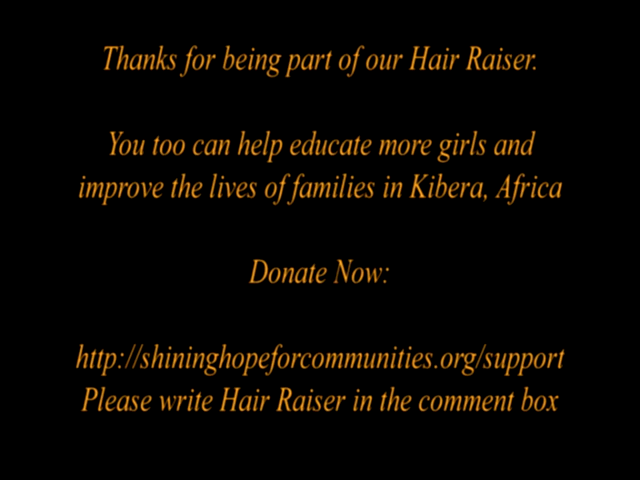 Thanks for being part of our Hair Raiser.
You too can help educate more girls and
improve the lives of families in Kibera, Africa
Donate Now:
http://shininghopeforcommunities.org/support
Please write Hair Raiser in the comment box